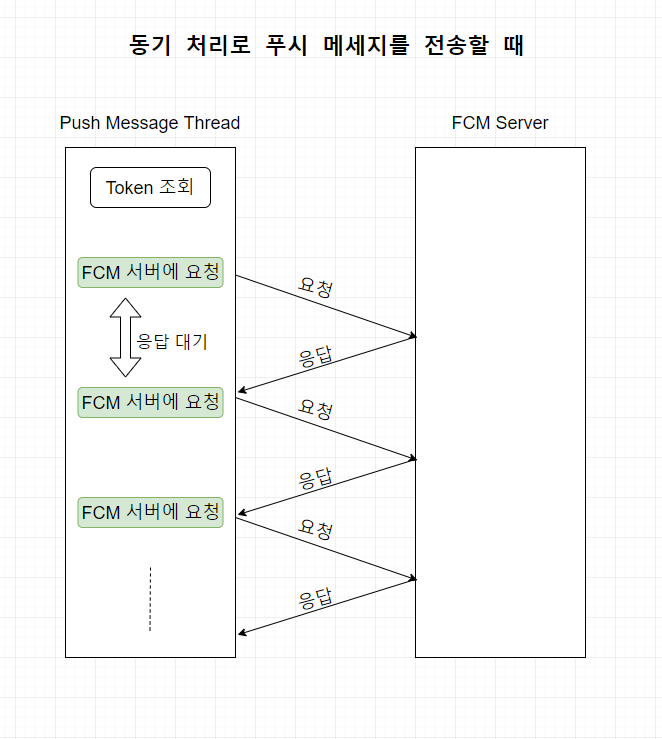 동기 처리로 푸시 메세지를 전송할 때
Push Message Thread
FCM Server
Token 조회
FCM 서버에 요청
요청
응답 대기
응답
FCM 서버에 요청
요청
응답
FCM 서버에 요청
요청
응답